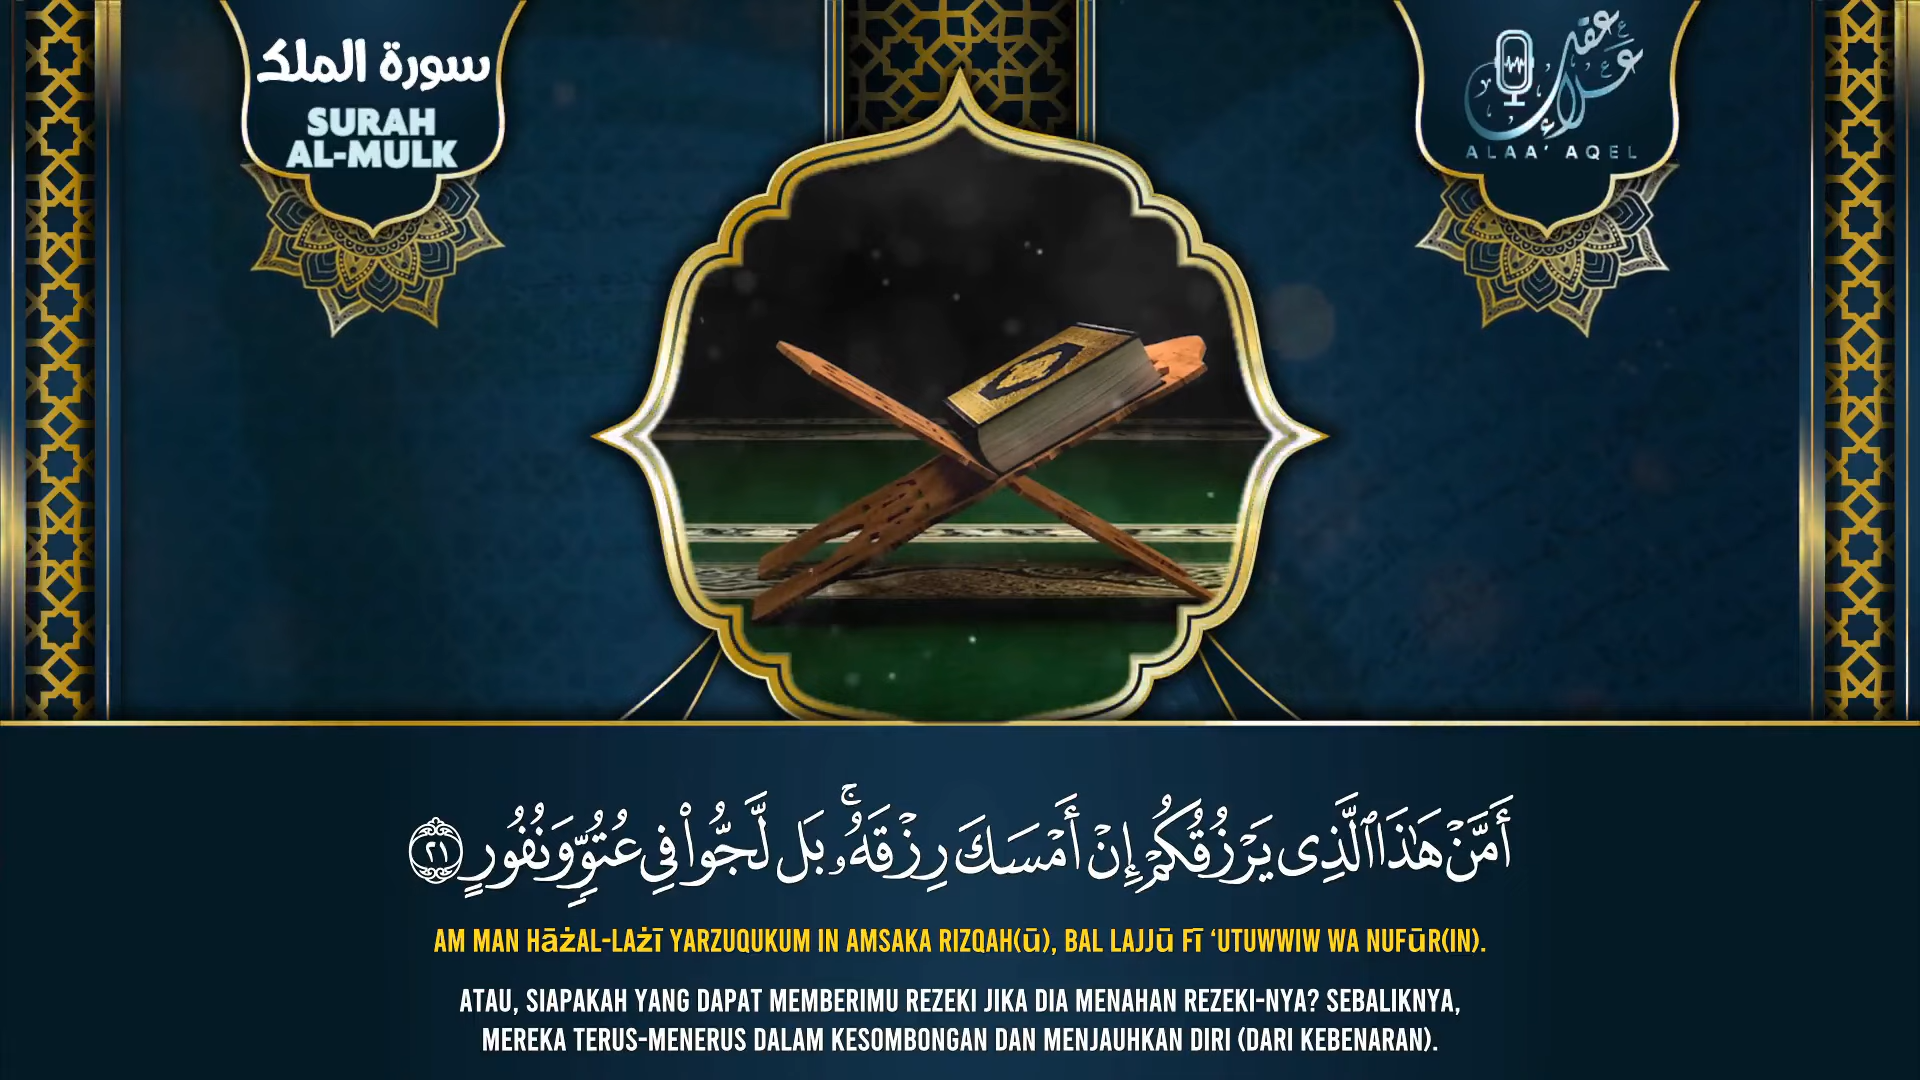 سورة الملك
SURAH
AL-MULK
علاء عقل
ALAA' AQEL
أَمَّنْ هَٰذَا ٱلَّذِى يَرْزُقُكُمْ إِنْ أَمْسَكَ رِزْقَهُۥ ۚ بَل لَّجُّوا۟ فِى عُتُوٍّ وَنُفُورٍ ٢١
AM MAN HāżAL-LAżī YARZUQUKUM IN AMSAKA RIZQAH(ū), BAL LAJJū Fī ‘UTUWWIW WA NUFūR(IN).
ATAU, SIAPAKAH YANG DAPAT MEMBERIMU REZEKI JIKA DIA MENAHAN REZEKI-NYA? SEBALIKNYA,
MEREKA TERUS-MENERUS DALAM KESOMBONGAN DAN MENJAUHKAN DIRI (DARI KEBENARAN).